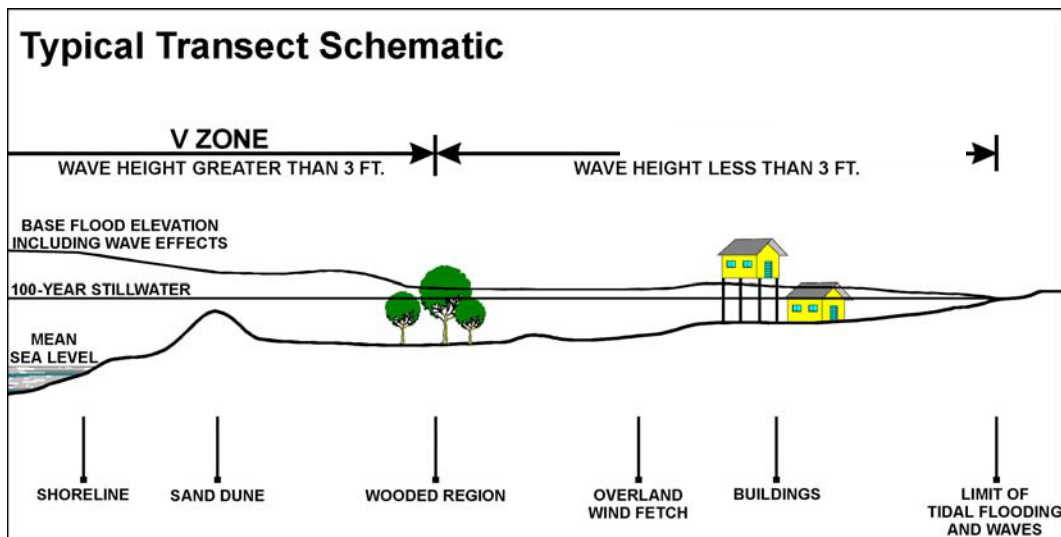 Typical Transect Schematic
V ZONE
WAVE HEIGHT GREATER THAN 3 FT.
WAVE HEIGHT LESS THAN 3 FT.
BASE FLOOD ELEVATION
INCLUDING WAVE EFFECTS
100-YEAR STILLWATER
MEAN
SEA LEVEL
SHORELINE
SAND DUNE
WOODED REGION
OVERLAND
WIND FETCH
BUILDINGS
LIMIT OF
TIDAL FLOODING
AND WAVES